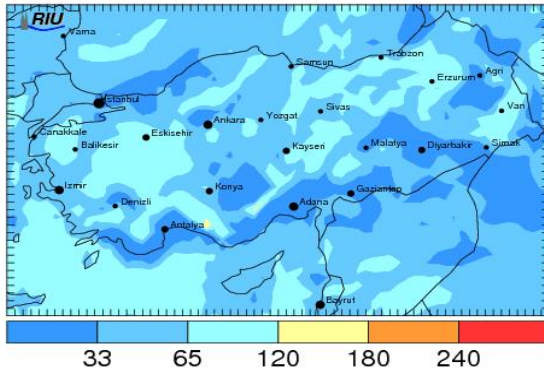 RIU
Varna
Samsun
Trabzon
Istanbul
Erzurum
Agri
Canakkale
Balikesir
Eskisehir
Ankara
Yozgat
Sivas
Van
Kayseri
Malatya
Diyarbakir
Sirnak
Izmir
Denizli
Konya
Gaziantep
Antalya
Adana
Bayrut
33 65 120 180 240